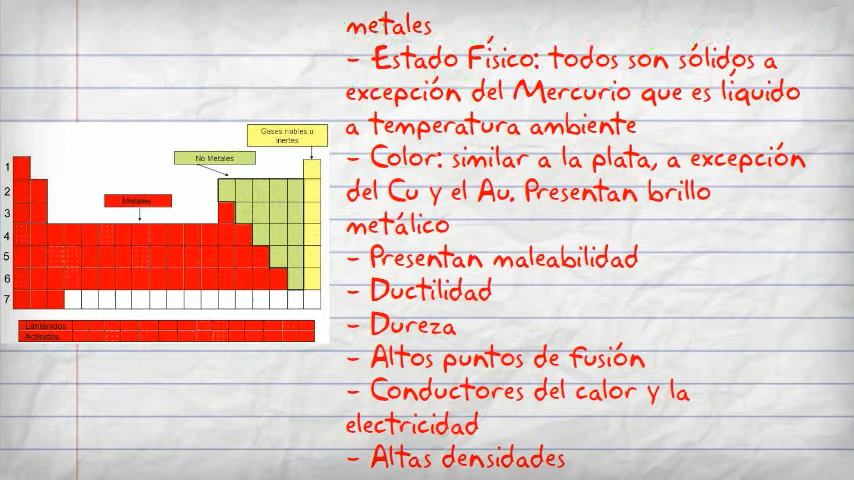 metales
- Estado Físico: todos son sólidos a
excepción del Mercurio que es líquido
a temperatura ambiente
- Color: similar a la plata, a excepción
del Cu y el Au. Presentan brillo
metálico
- Presentan maleabilidad
- Ductilidad
- Dureza
- Altos puntos de fusión
- Conductores del calor y la
electricidad
- Altas densidades
Gases nobles o
inertes
No Metales
Metales
1
2
3
4
5
6
7
Lantánidos
Actínidos